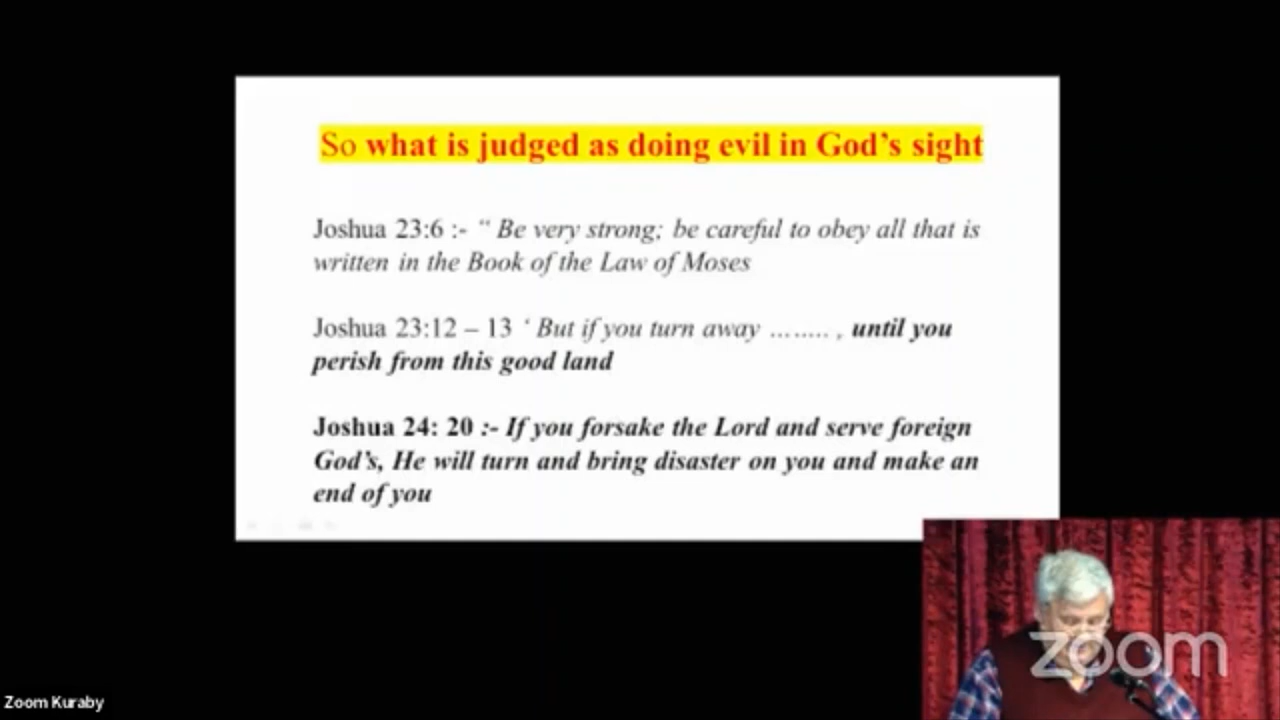 So what is judged as doing evil in God’s sight
Joshua 23:6 :- “ Be very strong; be careful to obey all that is
written in the Book of the Law of Moses
Joshua 23:12 – 13 ‘ But if you turn away ........ , until you
perish from this good land
Joshua 24: 20 :- If you forsake the Lord and serve foreign
God’s, He will turn and bring disaster on you and make an
end of you
zoom
Zoom Kuraby